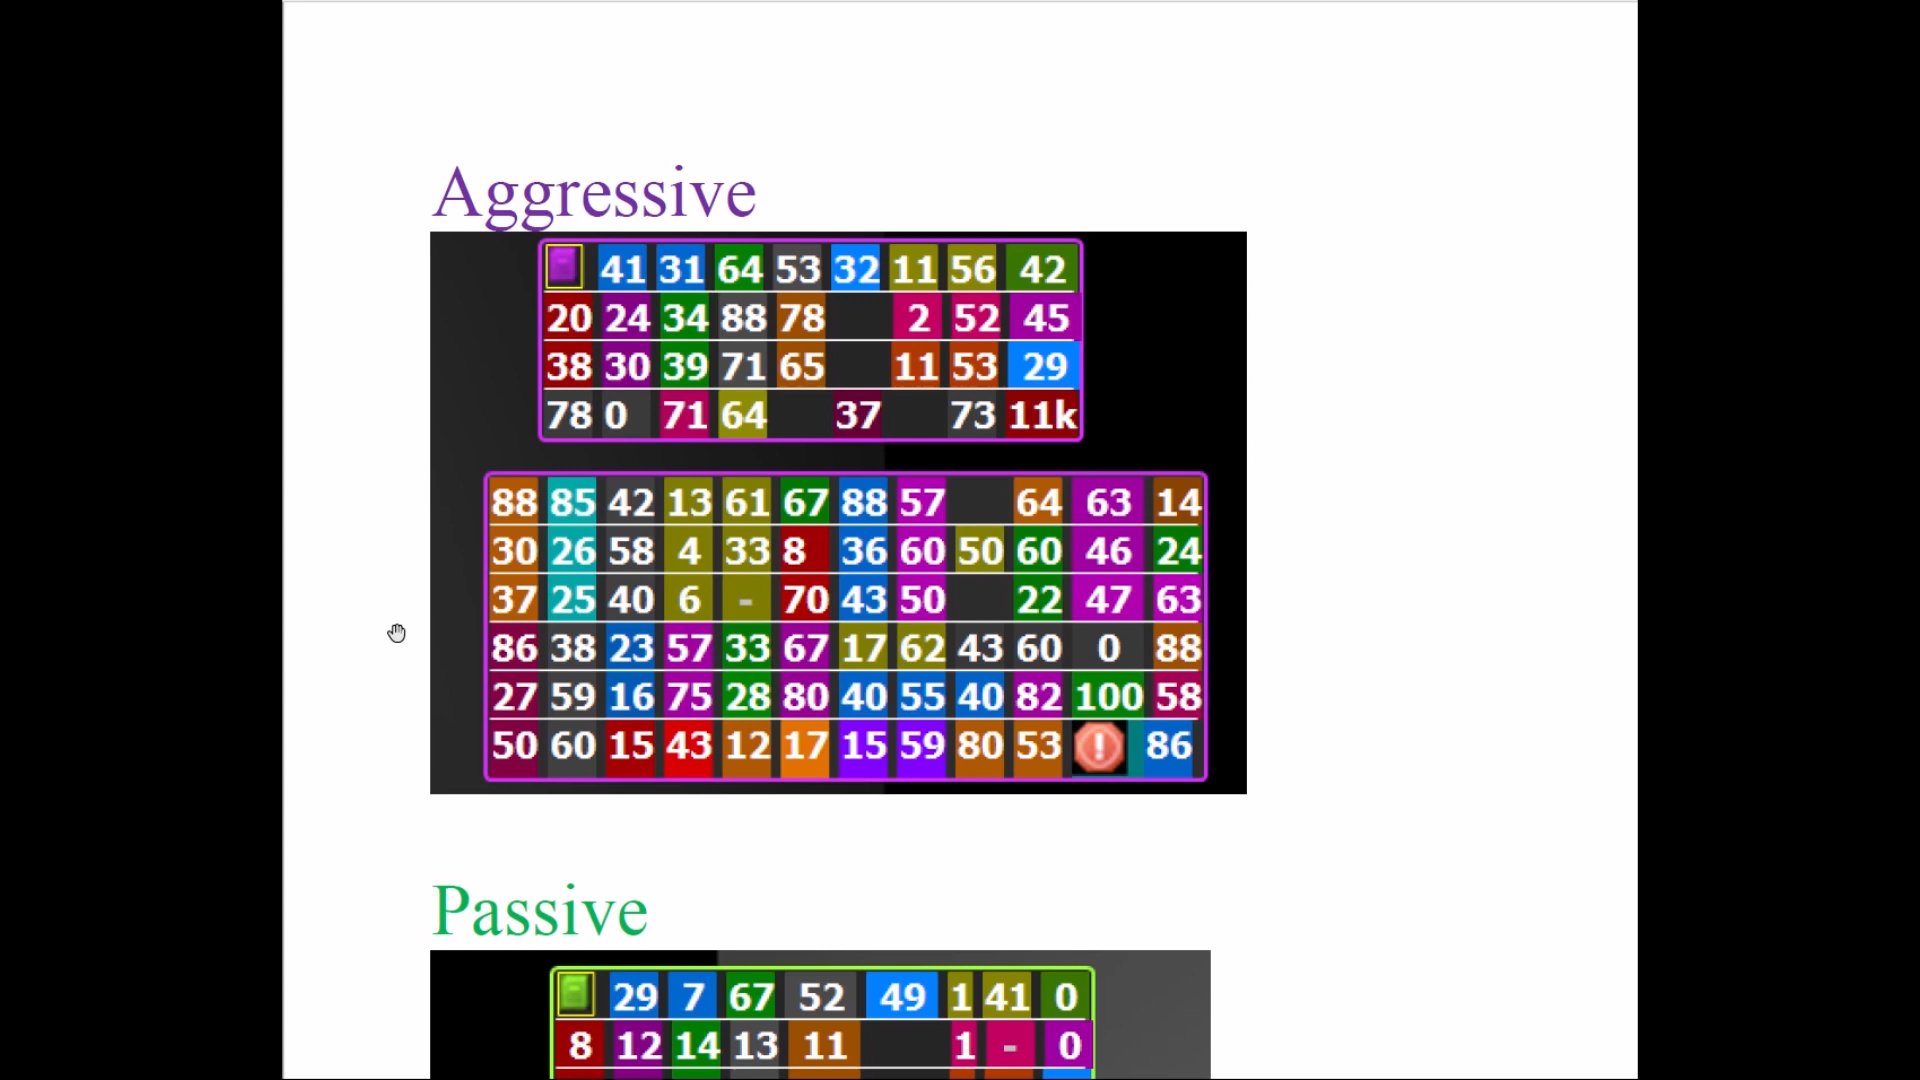 Aggressive
41 31 64 53 32 11 56 42
20 24 34 88 78 2 52 45
38 30 39 71 65 11 53 29
78 0 71 64 37 73 11k
88 85 42 13 61 67 88 57 64 63 14
30 26 58 4 33 8 36 60 50 60 46 24
37 25 40 6 - 70 43 50 22 47 63
86 38 23 57 33 67 17 62 43 60 0 88
27 59 16 75 28 80 40 55 40 82 100 58
50 60 15 43 12 17 15 59 80 53 ! 86
Passive
29 7 67 52 49 1 41 0
8 12 14 13 11 1 - 0